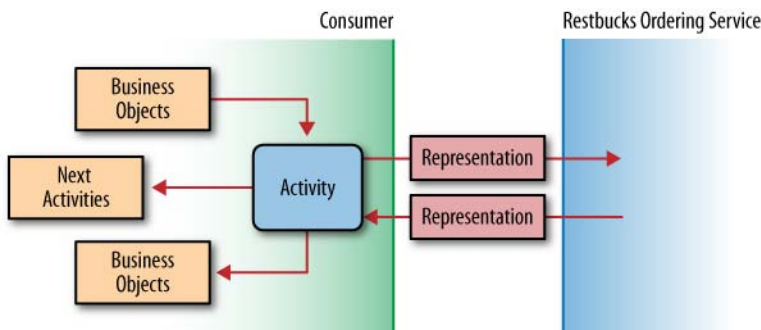 Consumer
Restbucks Ordering Service
Business
Objects
Representation
Next
Activities
Activity
Representation
Business
Objects